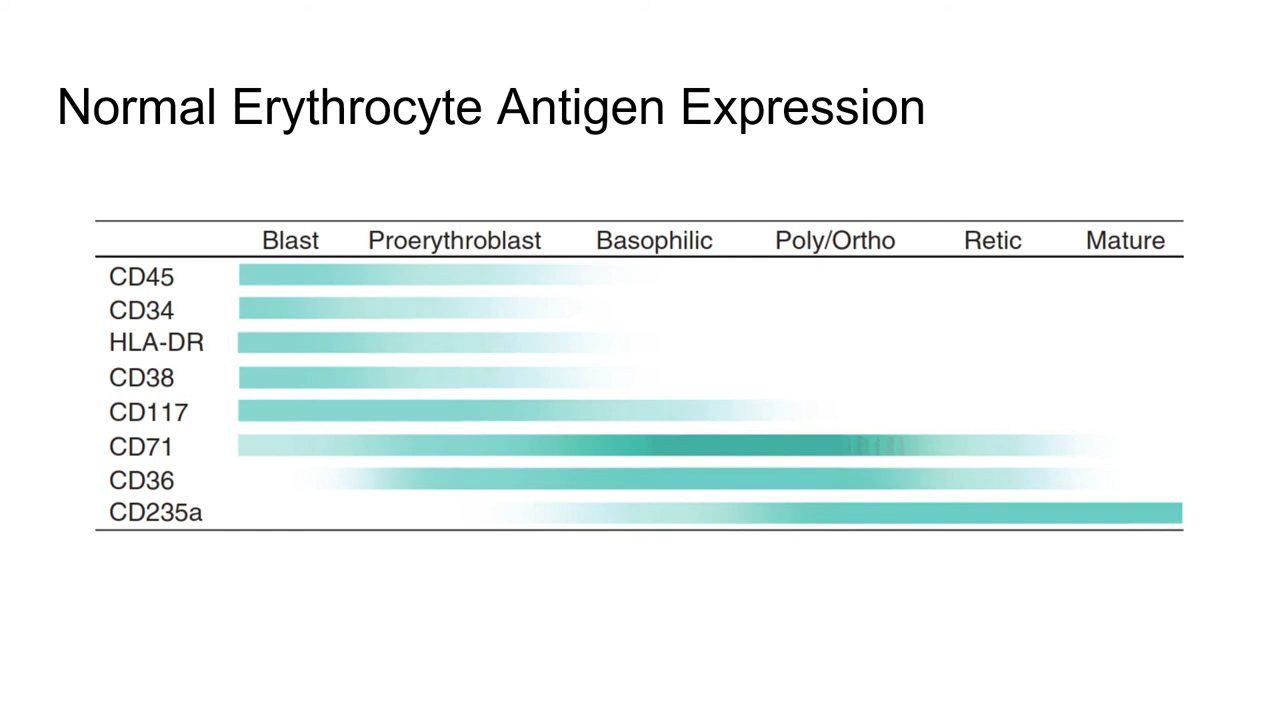 Normal Erythrocyte Antigen Expression
Blast Proerythroblast Basophilic Poly/Ortho Retic Mature
CD45
CD34
HLA-DR
CD38
CD117
CD71
CD36
CD235a